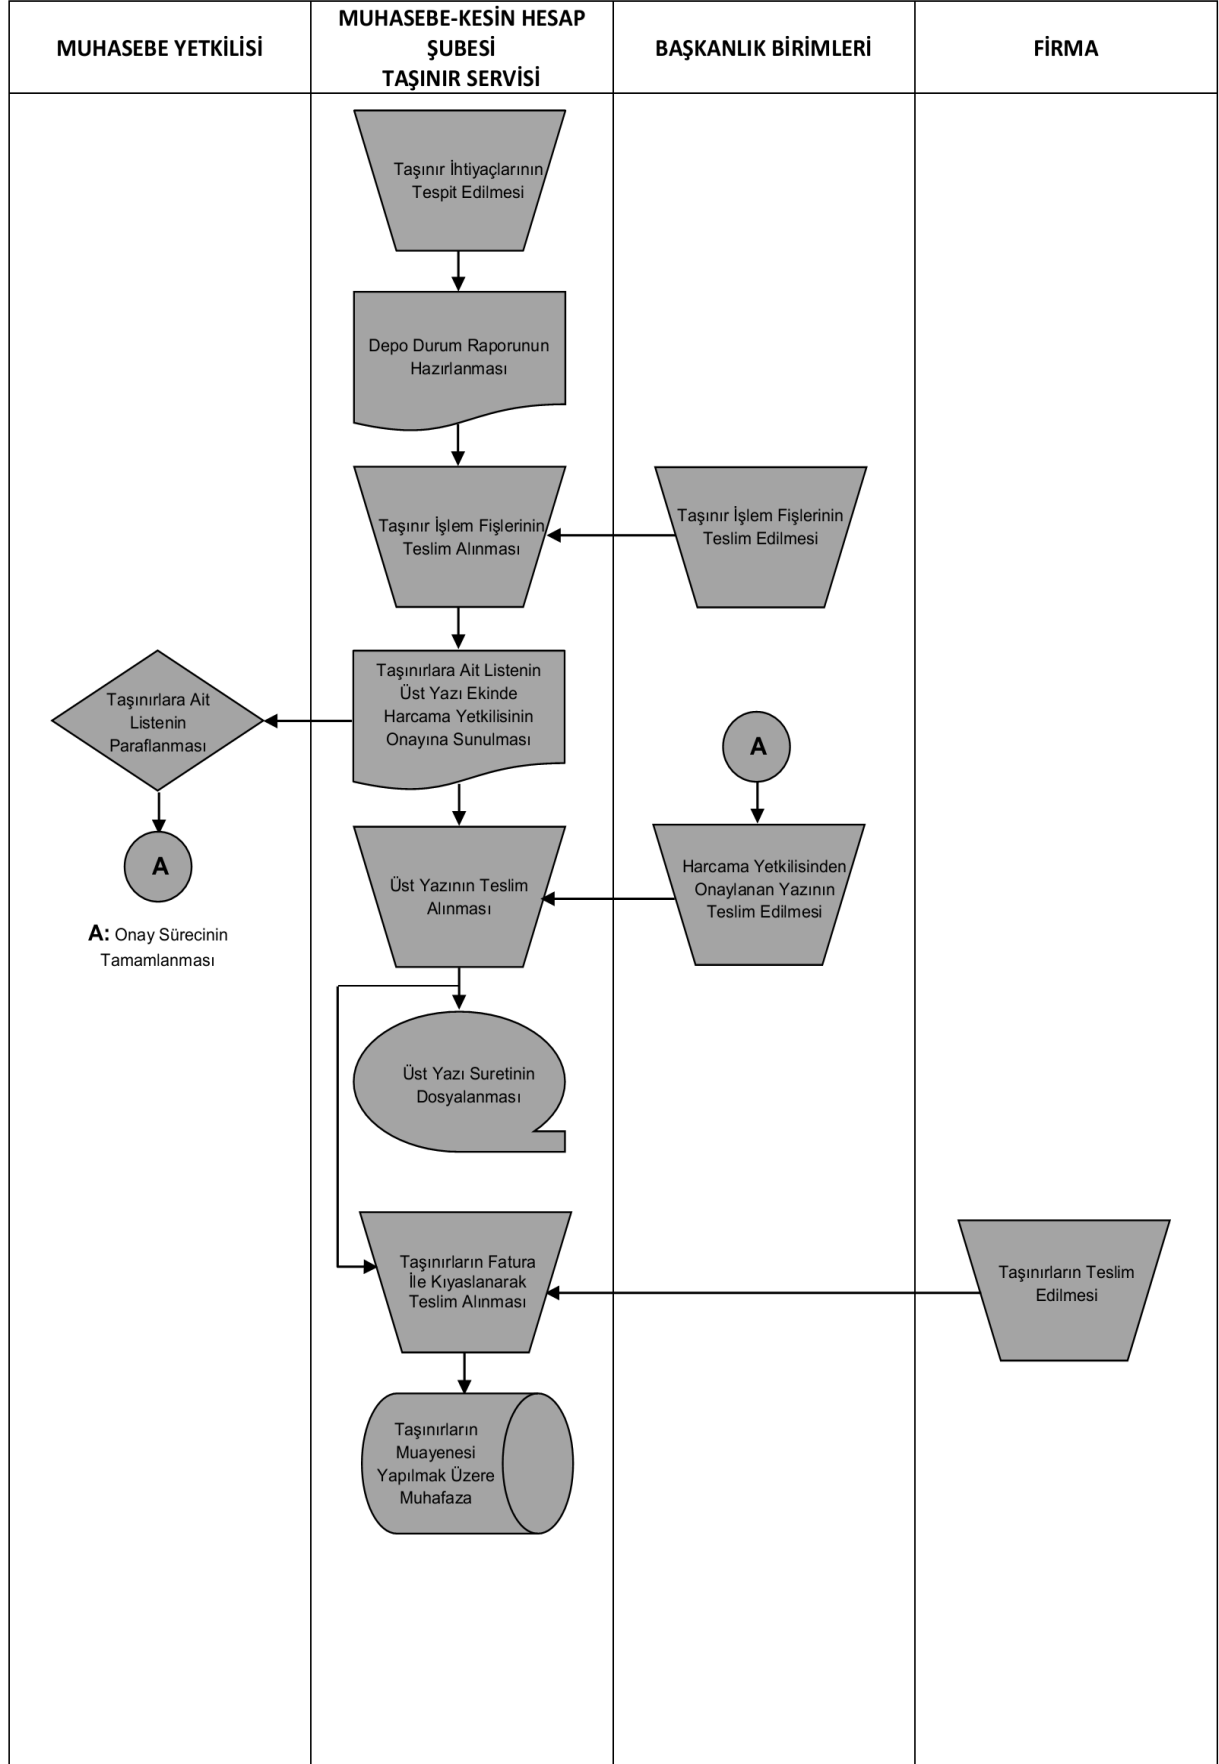 MUHASEBE YETKİLİSİ
MUHASEBE-KESİN HESAP
ŞUBESİ
TAŞINIR SERVİSİ
BAŞKANLIK BİRİMLERİ
FİRMA
Taşınır İhtiyaçlarının
Tespit Edilmesi
Depo Durum Raporunun
Hazırlanması
Taşınır İşlem Fişlerinin
Teslim Alınması
Taşınır İşlem Fişlerinin
Teslim Edilmesi
Taşınırlara Ait Listenin
Üst Yazı Ekinde
Harcama Yetkilisinin
Onayına Sunulması
Taşınırlara Ait
Listenin
Paraflanması
A
A
A: Onay Sürecinin
Tamamlanması
Üst Yazının Teslim
Alınması
Harcama Yetkilisinden
Onaylanan Yazının
Teslim Edilmesi
Üst Yazı Suretinin
Dosyalanması
Taşınırların Fatura
İle Kıyaslanarak
Teslim Alınması
Taşınırların Teslim
Edilmesi
Taşınırların
Muayenesi
Yapılmak Üzere
Muhafaza